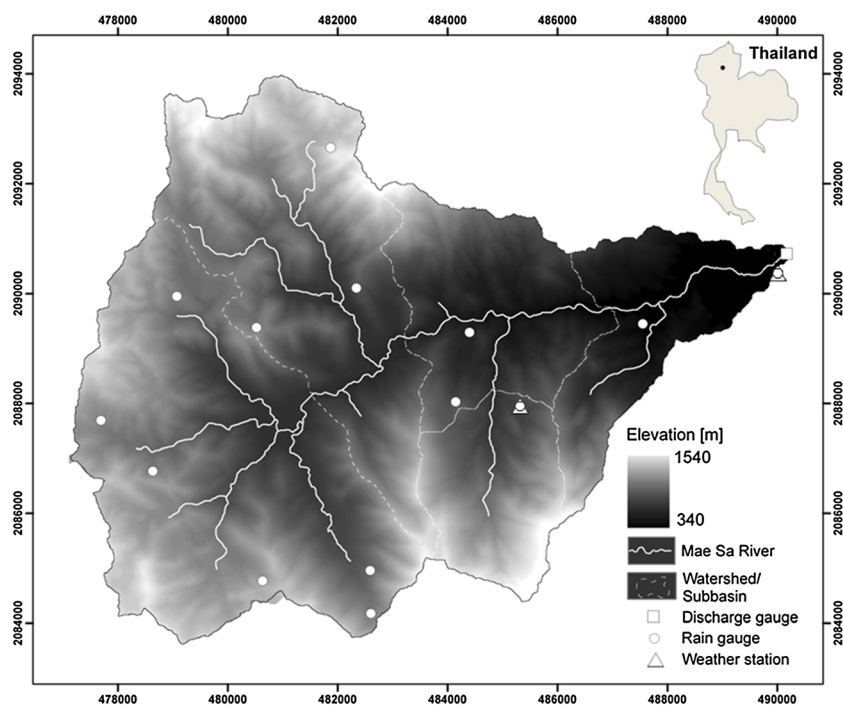 478000 480000 482000 484000 486000 488000 490000
Thailand
2094000 2094000
2092000 2092000
2090000 2090000
2088000 2088000
2086000 2086000
2084000 2084000
Elevation [m]
1540
340
Mae Sa River
Watershed/
Subbasin
Discharge gauge
Rain gauge
Weather station
478000 480000 482000 484000 486000 488000 490000